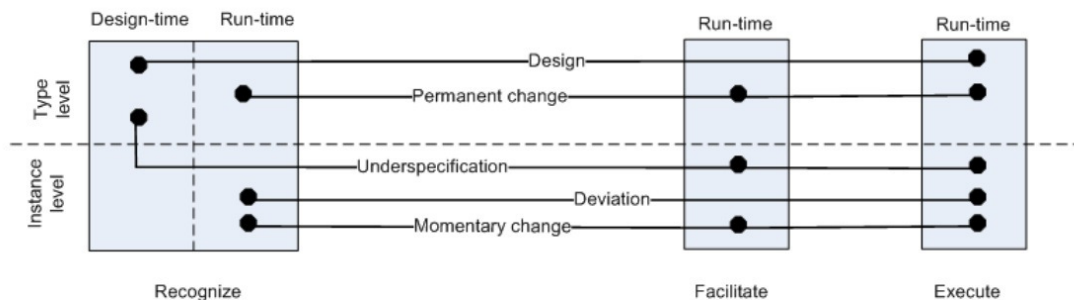 Design-time
Run-time
Run-time
Run-time
Type
level
Design
Permanent change
Instance
level
Underspecification
Deviation
Momentary change
Recognize
Facilitate
Execute